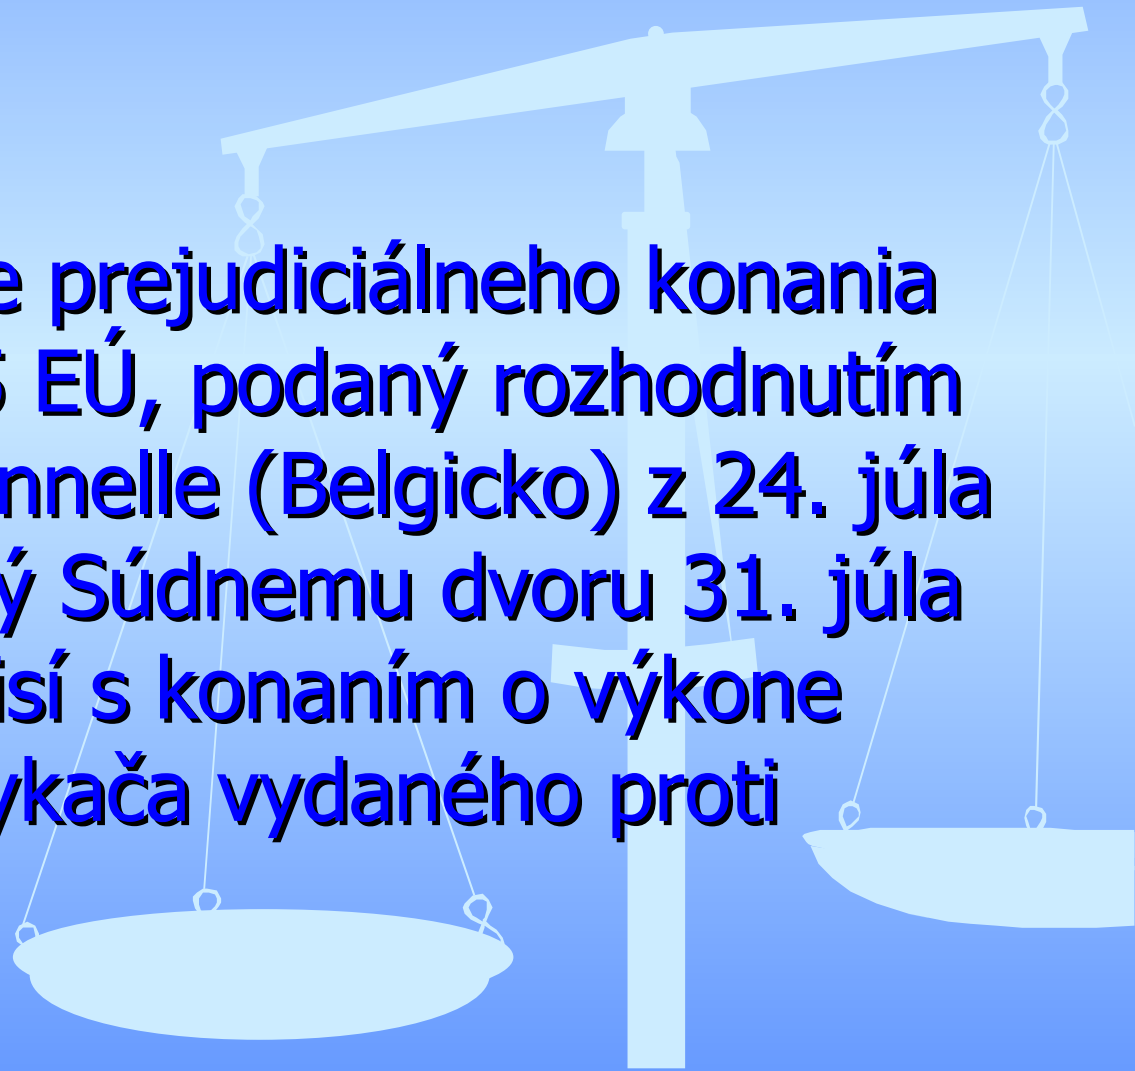 e prejudiciálneho konania
EÚ, podaný rozhodnutím
nnelle (Belgicko) z 24. júla
ý Súdnemu dvoru 31. júla
isí s konaním o výkone
ykača vydaného proti